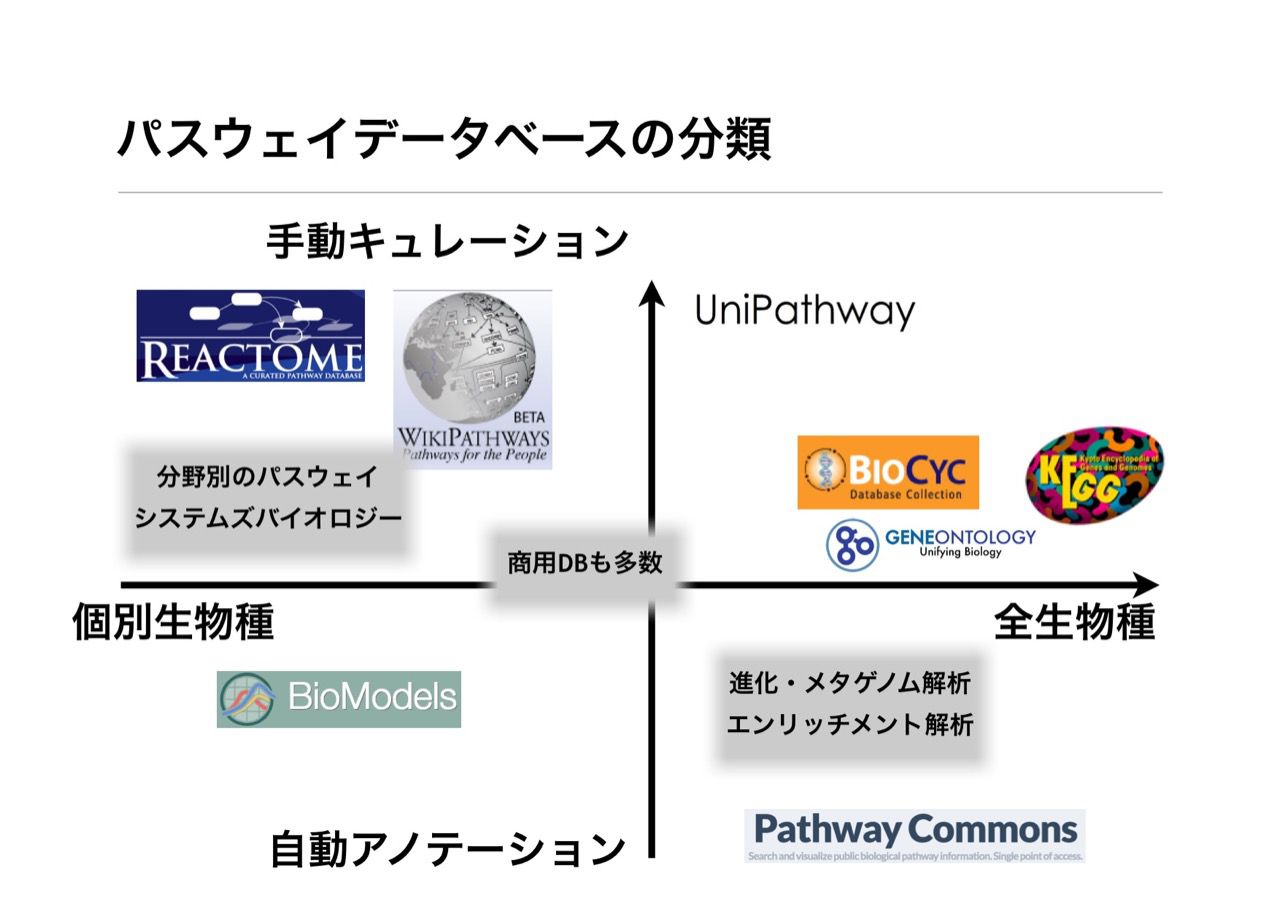 パスウェイデータベースの分類
手動キュレーション
REACTOME
A CURATED PATHWAY DATABASE
BETA
WIKIPATHWAYS
Pathways for the People
UniPathway
分野別のパスウェイ
システムズバイオロジー
BIOCYC
Database Collection
KEGG
Kyoto Encyclopedia of
Genes and Genomes
GENEONTOLOGY
Unifying Biology
商用DBも多数
個別生物種
全生物種
BioModels
進化・メタゲノム解析
エンリッチメント解析
自動アノテーション
Pathway Commons
Search and visualize public biological pathway information. Single point of access.